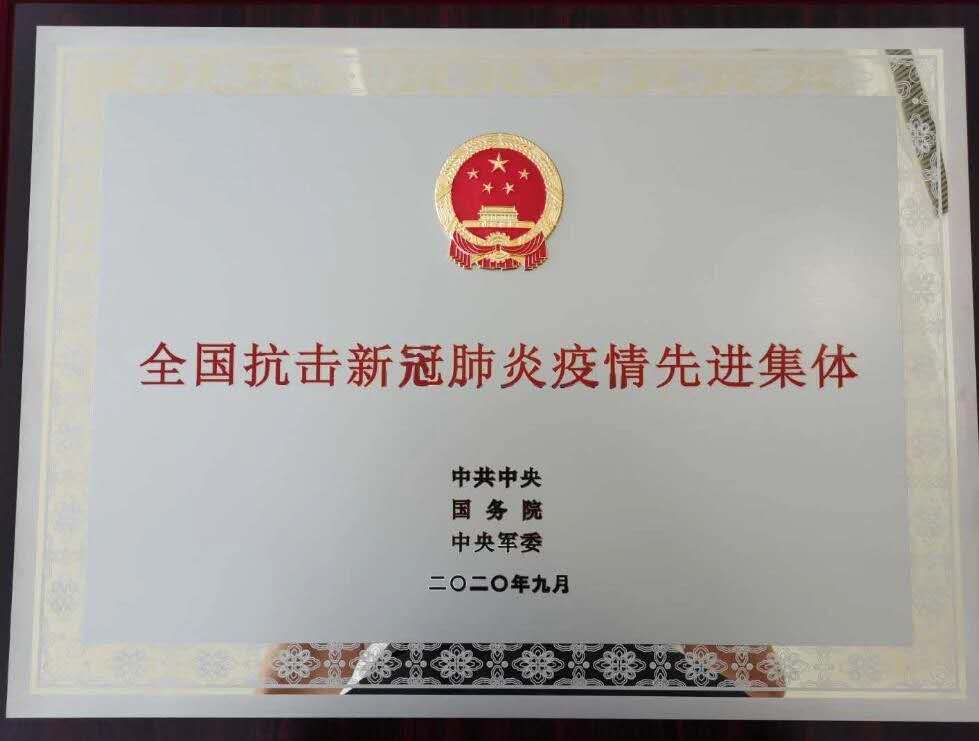 全国抗击新冠肺炎疫情先进集体
中共中央
国务院
中央军委
二〇二〇年九月